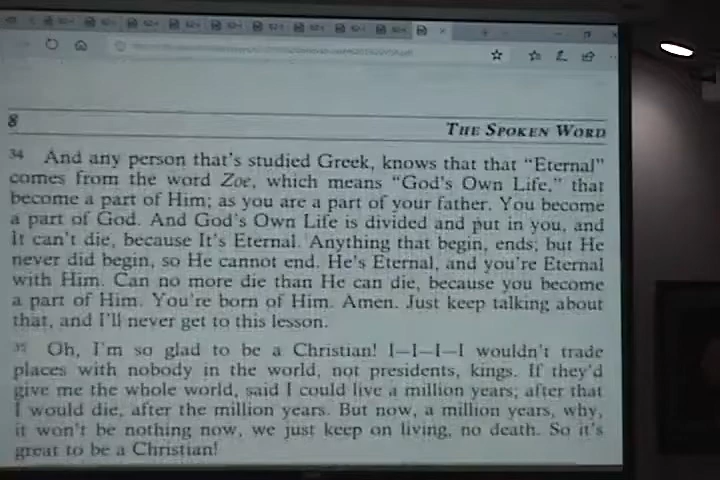 8
THE SPOKEN WORD
34 And any person that's studied Greek, knows that that “Eternal”
comes from the word Zoe, which means “God's Own Life,” that
become a part of Him; as you are a part of your father. You become
a part of God. And God's Own Life is divided and put in you, and
It can't die, because It's Eternal. Anything that begin, ends; but He
never did begin, so He cannot end. He's Eternal, and you're Eternal
with Him. Can no more die than He can die, because you become
a part of Him. You're born of Him. Amen. Just keep talking about
that, and I'll never get to this lesson.
35 Oh, I'm so glad to be a Christian! I—I—I—I wouldn't trade
places with nobody in the world, not presidents, kings. If they'd
give me the whole world, said I could live a million years; after that
I would die, after the million years. But now, a million years, why,
it won't be nothing now, we just keep on living, no death. So it's
great to be a Christian!